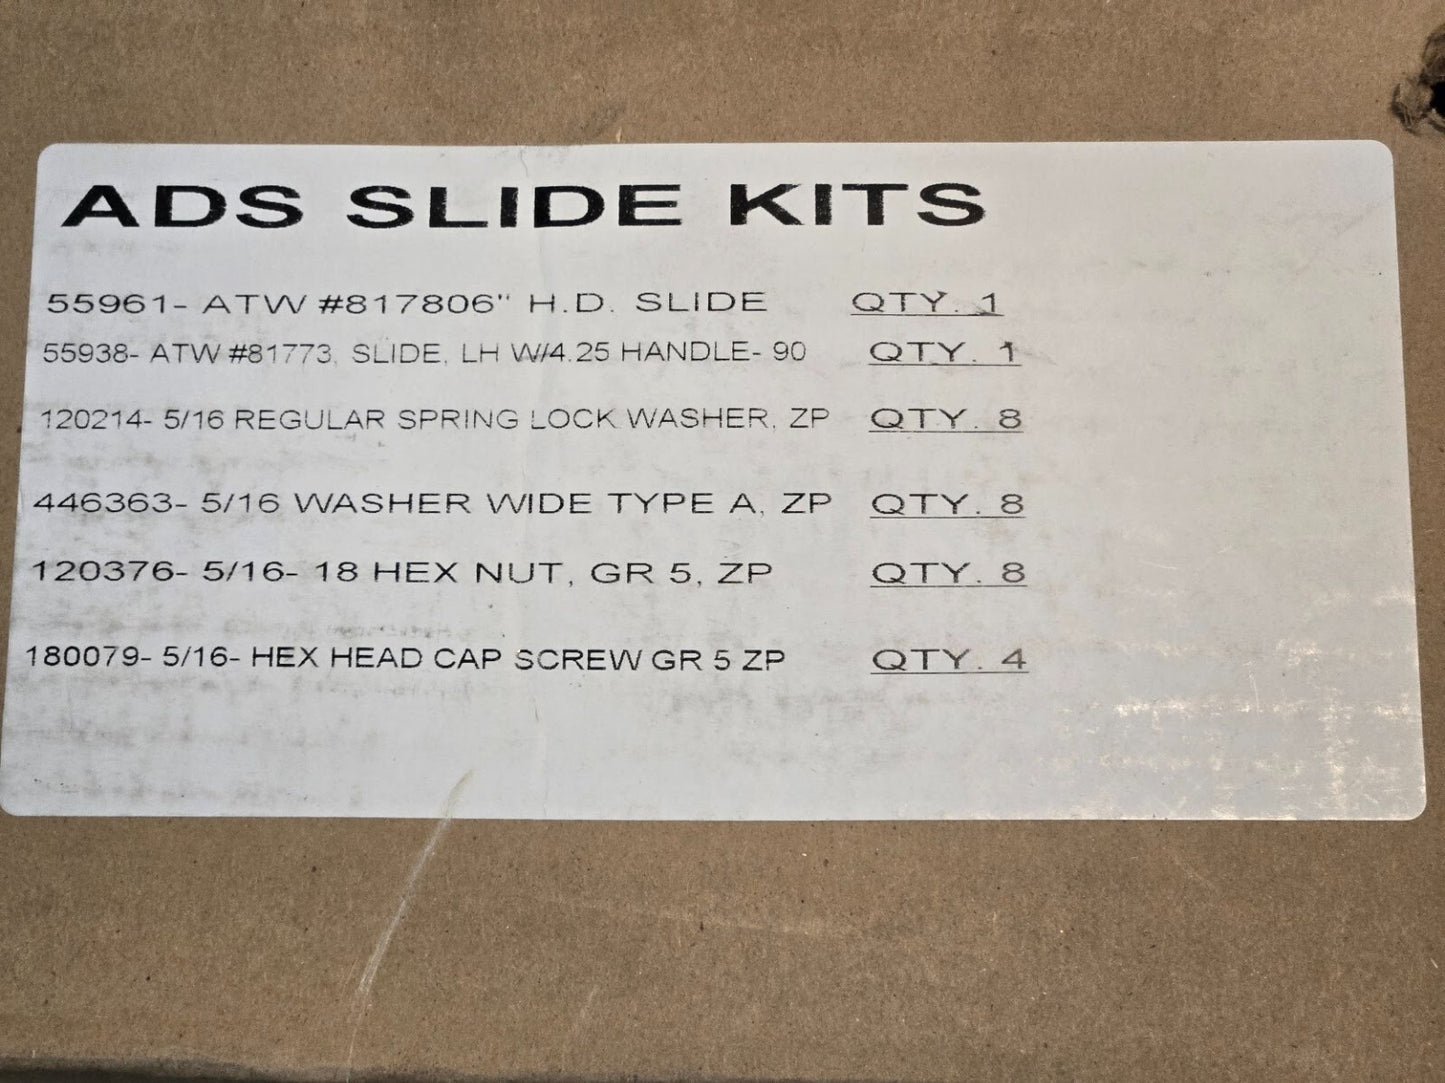 ADS SLIDE KITS
55961- ATW #817806" H.D. SLIDE QTY. 1
55938- ATW #81773, SLIDE, LH W/4.25 HANDLE- 90 QTY. 1
120214- 5/16 REGULAR SPRING LOCK WASHER, ZP QTY. 8
446363- 5/16 WASHER WIDE TYPE A, ZP QTY. 8
120376- 5/16- 18 HEX NUT, GR 5, ZP QTY. 8
180079- 5/16- HEX HEAD CAP SCREW GR 5 ZP QTY. 4